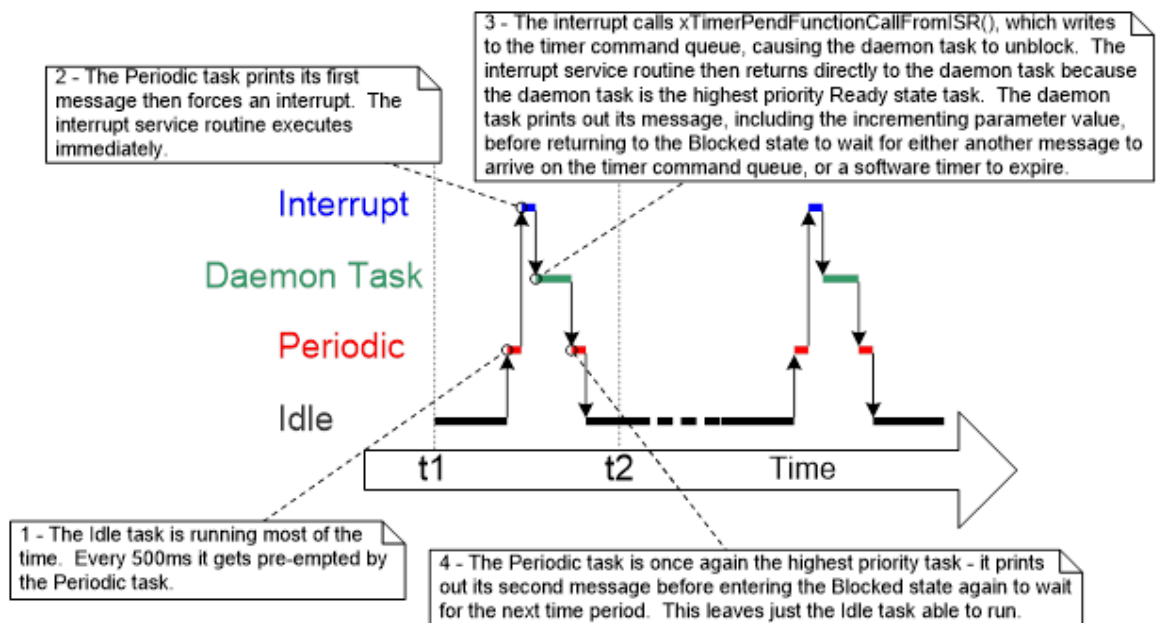 3 - The interrupt calls xTimerPendFunctionCallFromISR(), which writes
to the timer command queue, causing the daemon task to unblock. The
interrupt service routine then returns directly to the daemon task because
the daemon task is the highest priority Ready state task. The daemon
task prints out its message, including the incrementing parameter value,
before returning to the Blocked state to wait for either another message to
arrive on the timer command queue, or a software timer to expire.
2 - The Periodic task prints its first
message then forces an interrupt. The
interrupt service routine executes
immediately.
Interrupt
Daemon Task
Periodic
Idle
t1
t2
Time
1 - The Idle task is running most of the
time. Every 500ms it gets pre-empted by
the Periodic task.
4 - The Periodic task is once again the highest priority task - it prints
out its second message before entering the Blocked state again to wait
for the next time period. This leaves just the Idle task able to run.